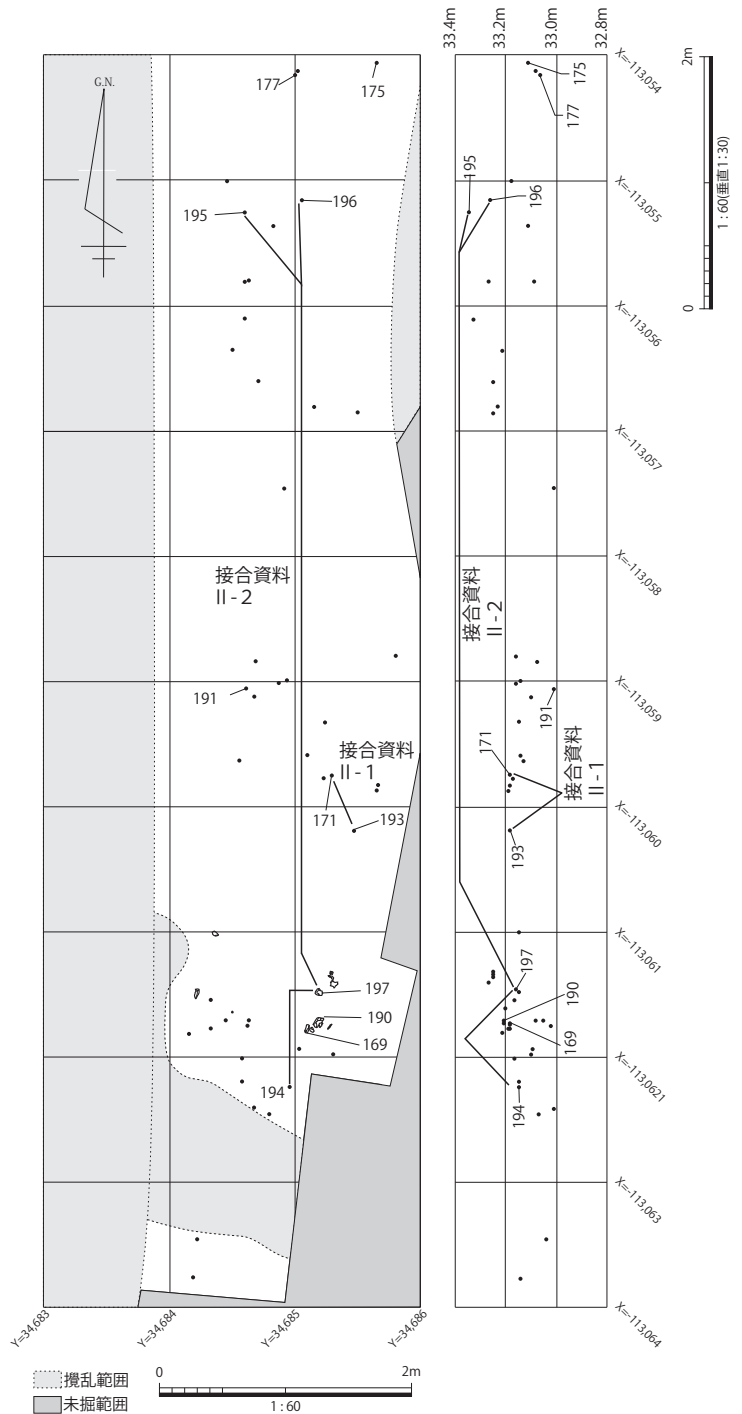 33.4m
33.2m
33.0m
32.8m
G.N.
177
175
175
177
X=-113,054
2m
0
1：60(垂直1:30)
195
196
195
196
X=-113,055
X=-113,056
X=-113,057
接合資料
Ⅱ-2
接合資料
Ⅱ-2
X=-113,058
191
191
X=-113,059
接合資料
Ⅱ-1
171
193
171
193
接合資料
Ⅱ-1
X=-113,060
X=-113,061
197
190
169
194
197
190
169
194
X=-113,0621
X=-113,063
X=-113,064
Y=34,683
Y=34,684
Y=34,685
Y=34,686
攪乱範囲
未掘範囲
0
2m
1：60